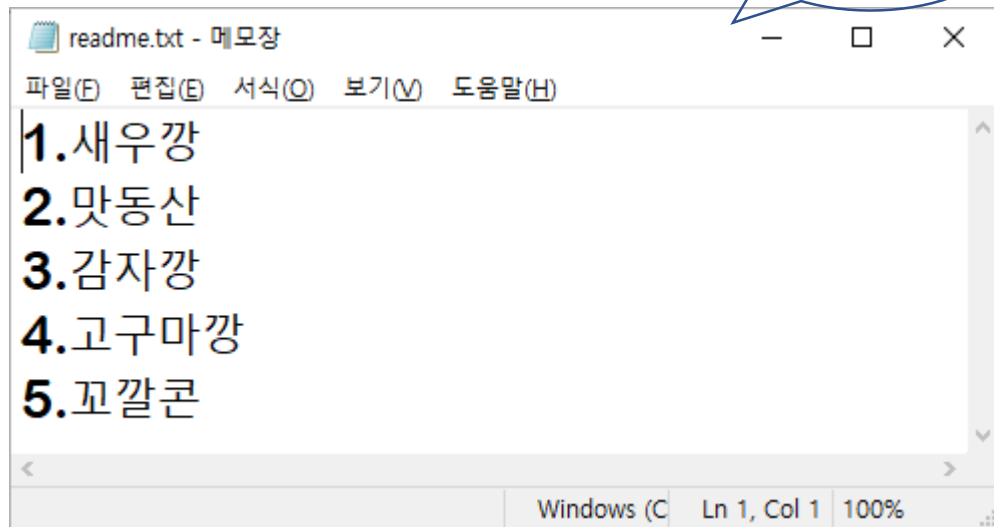 readme.txt - 메모장
파일(F) 편집(E) 서식(O) 보기(V) 도움말(H)
1.새우깡
2.맛동산
3.감자깡
4.고구마깡
5.꼬깔콘
Windows (C Ln 1, Col 1 100%